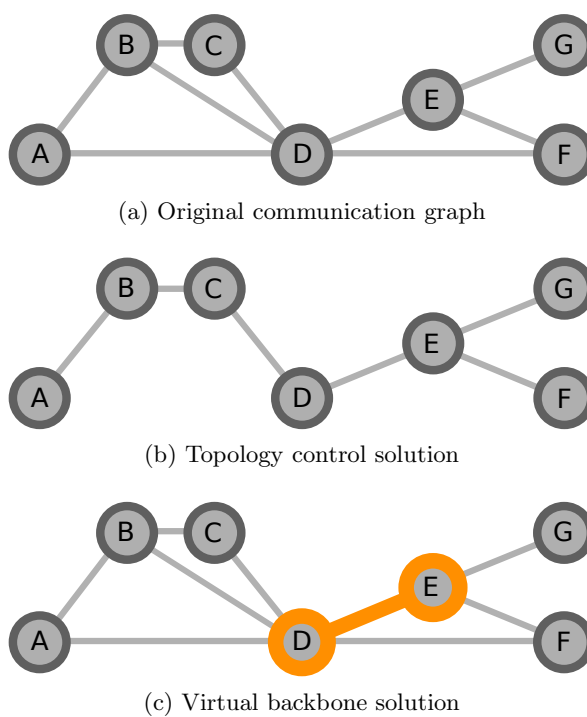 B C G
E
A D F
(a) Original communication graph
B C G
E
A D F
(b) Topology control solution
B C G
E
A D F
(c) Virtual backbone solution